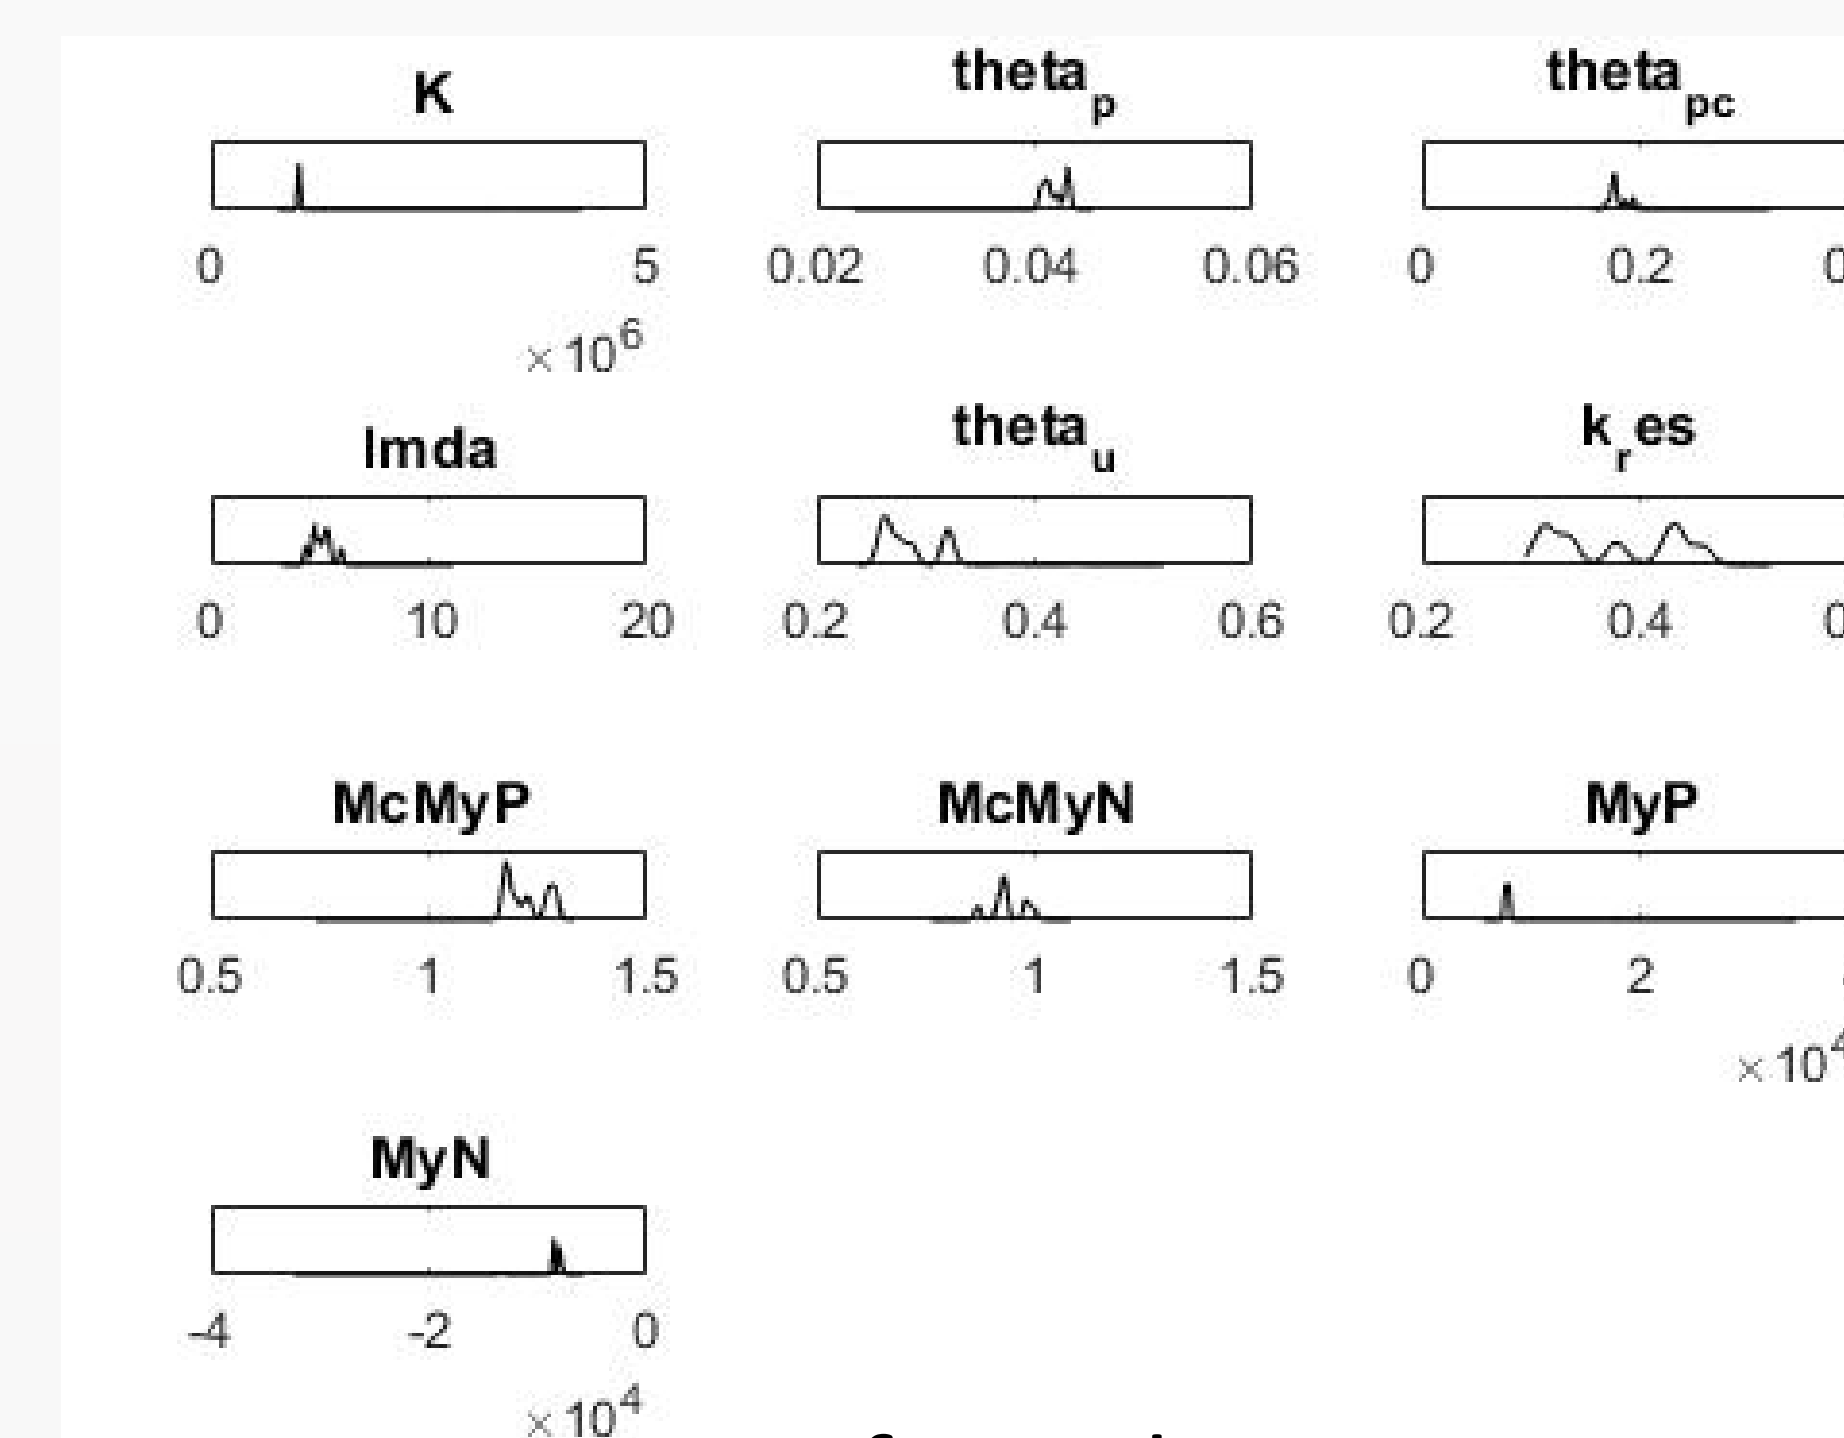 K theta_p theta_pc
0 5 0.02 0.04 0.06 0 0.2
×10^6
lmda theta_u k_res
0 10 20 0.2 0.4 0.6 0.2 0.4
McMyP McMyN MyP
0.5 1 1.5 0.5 1 1.5 0 2
×10^4
MyN
-4 -2 0
×10^4